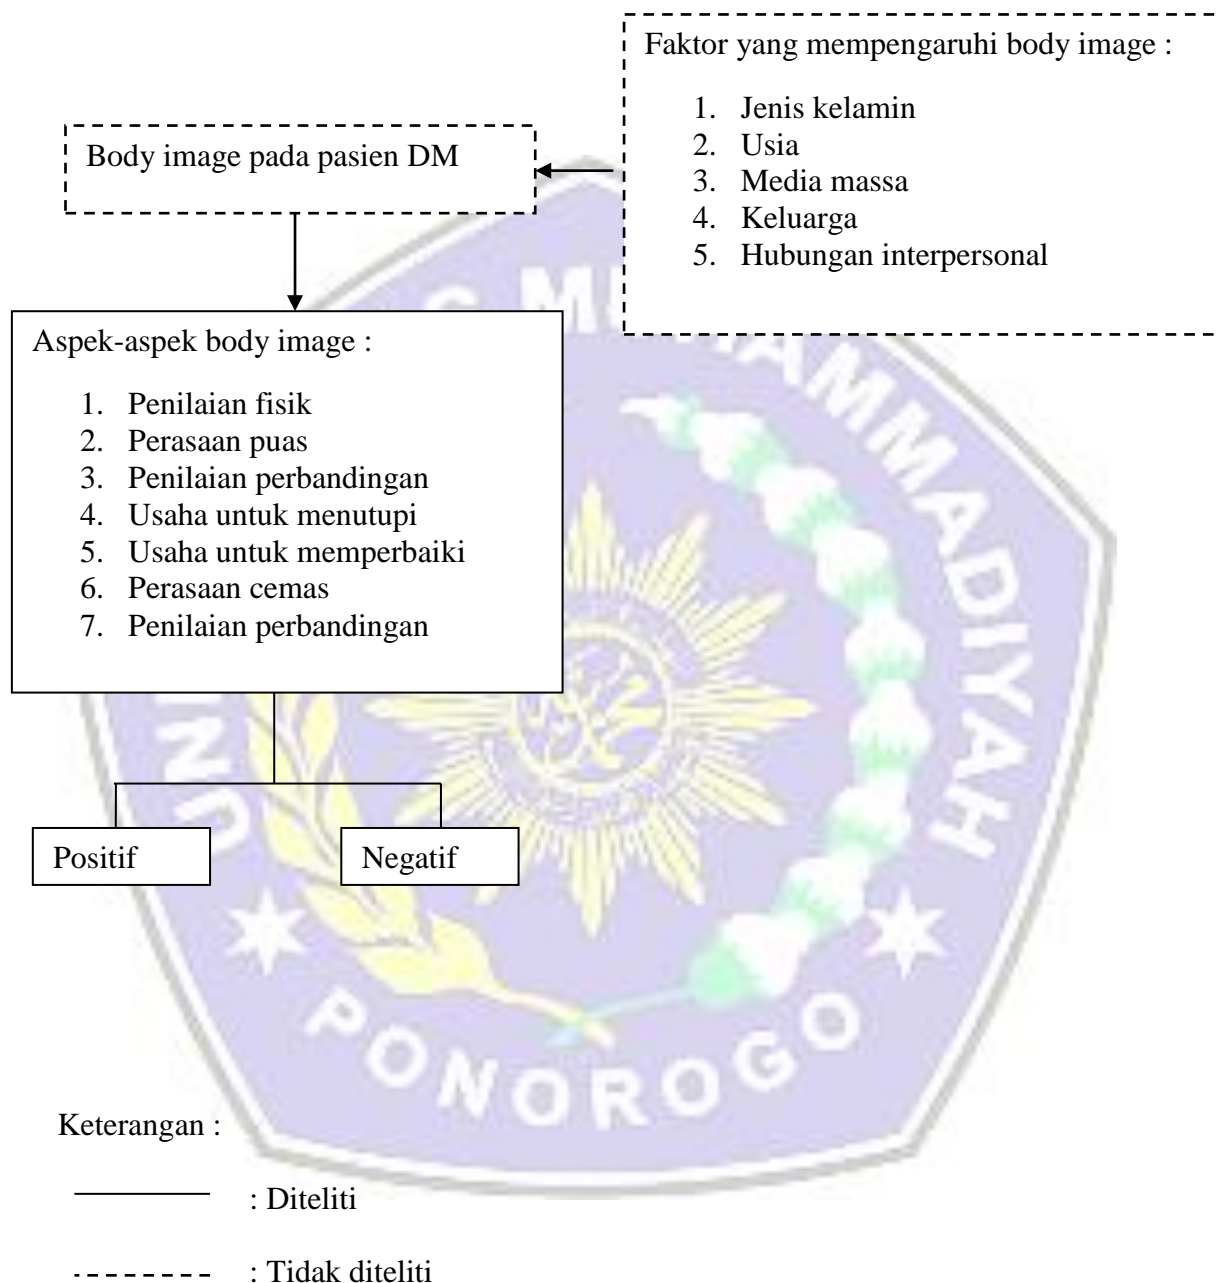 Faktor yang mempengaruhi body image :
1. Jenis kelamin
2. Usia
3. Media massa
4. Keluarga
5. Hubungan interpersonal
Body image pada pasien DM
Aspek-aspek body image :
1. Penilaian fisik
2. Perasaan puas
3. Penilaian perbandingan
4. Usaha untuk menutupi
5. Usaha untuk memperbaiki
6. Perasaan cemas
7. Penilaian perbandingan
Positif
Negatif
MUHAMMADIYAH
PONOROGO
Keterangan :
: Diteliti
: Tidak diteliti